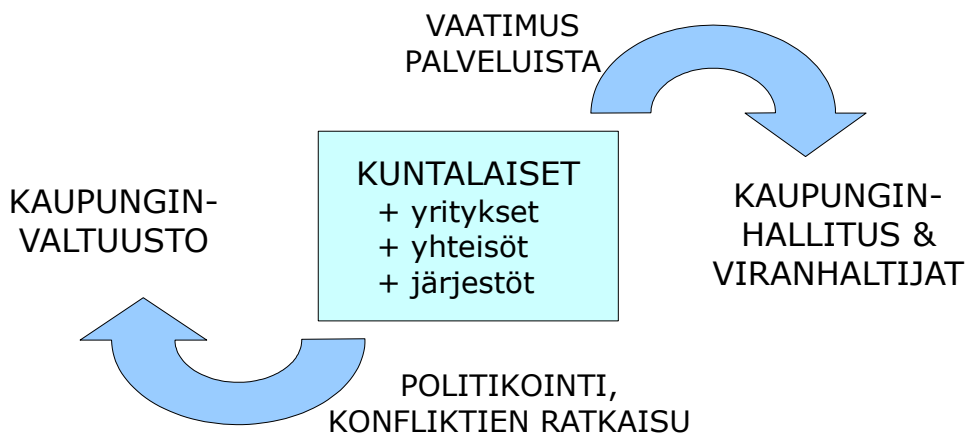 VAATIMUS
PALVELUISTA
KUNTALAISET
+ yritykset
+ yhteisöt
+ järjestöt
KAUPUNGIN-
VALTUUSTO
KAUPUNGIN-
HALLITUS &
VIRANHALTIJAT
POLITIKOINTI,
KONFLIKTIEN RATKAISU